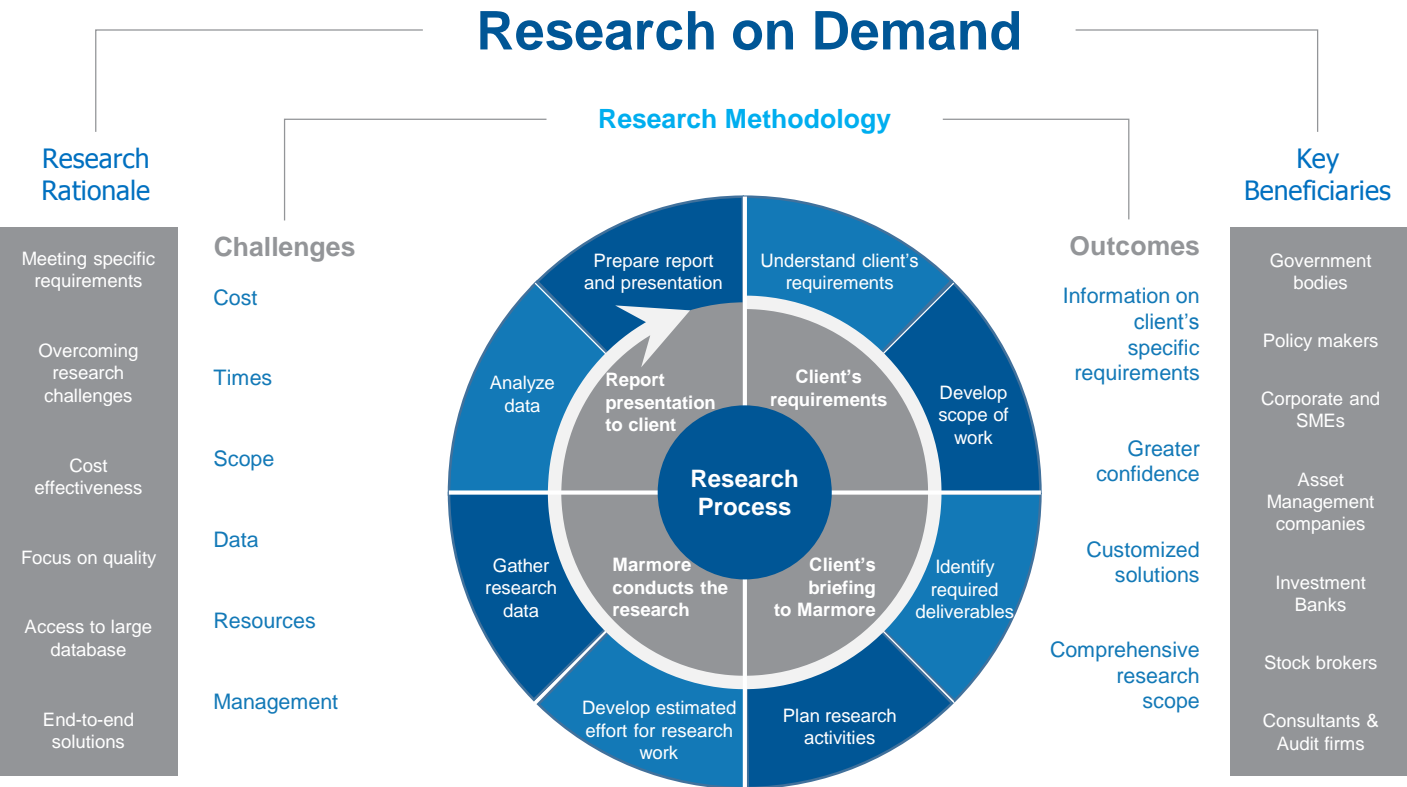 Research on Demand
Research Methodology
Research
Rationale
Meeting specific
requirements
Overcoming
research
challenges
Cost
effectiveness
Focus on quality
Access to large
database
End-to-end
solutions
Challenges
Cost
Times
Scope
Data
Resources
Management
Prepare report
and presentation
Understand client's
requirements
Develop
scope of
work
Identify
required
deliverables
Plan research
activities
Develop estimated
effort for research
work
Gather
research
data
Analyze
data
Report
presentation
to client
Client's
requirements
Client's
briefing
to Marmore
Marmore
conducts the
research
Research
Process
Outcomes
Information on
client's
specific
requirements
Greater
confidence
Customized
solutions
Comprehensive
research
scope
Key
Beneficiaries
Government
bodies
Policy makers
Corporate and
SMEs
Asset
Management
companies
Investment
Banks
Stock brokers
Consultants &
Audit firms